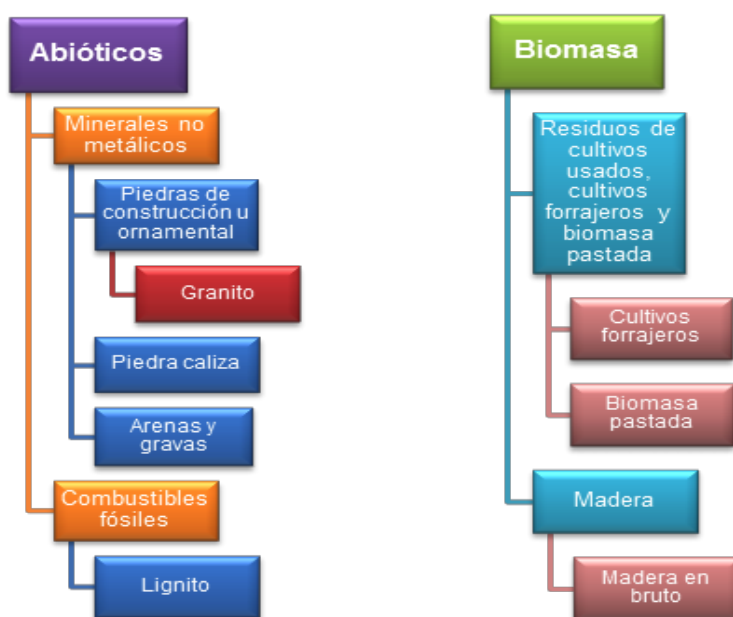 Abióticos
Minerales no
metálicos
Piedras de
construcción u
ornamental
Granito
Piedra caliza
Arenas y
gravas
Combustibles
fósiles
Lignito
Biomasa
Residuos de
cultivos
usados,
cultivos
forrajeros y
biomasa
pastada
Cultivos
forrajeros
Biomasa
pastada
Madera
Madera en
bruto